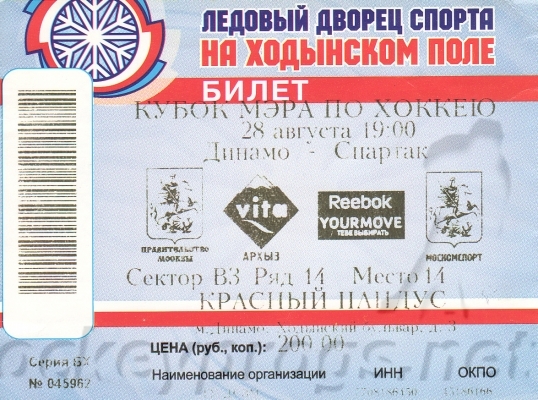 ЛЕДОВЫЙ ДВОРЕЦ СПОРТА
НА ХОДЫНСКОМ ПОЛЕ
БИЛЕТ
КУБОК МЭРА ПО ХОККЕЮ
28 августа 19:00
Динамо - Спартак
ПРАВИТЕЛЬСТВО
МОСКВЫ
vita
АРХЫЗ
Reebok
YOURMOVE
ТЕБЕ ВЫБИРАТЬ
МОСКОМСПОРТ
Сектор B3 Ряд 14 Место 14
КРАСНЫЙ ПАНДУС
м.Динамо, Ходынский бульвар, д. 3
ЦЕНА (руб., коп.): 200.00
Серия
№ 045962
Наименование организации ИНН ОКПО